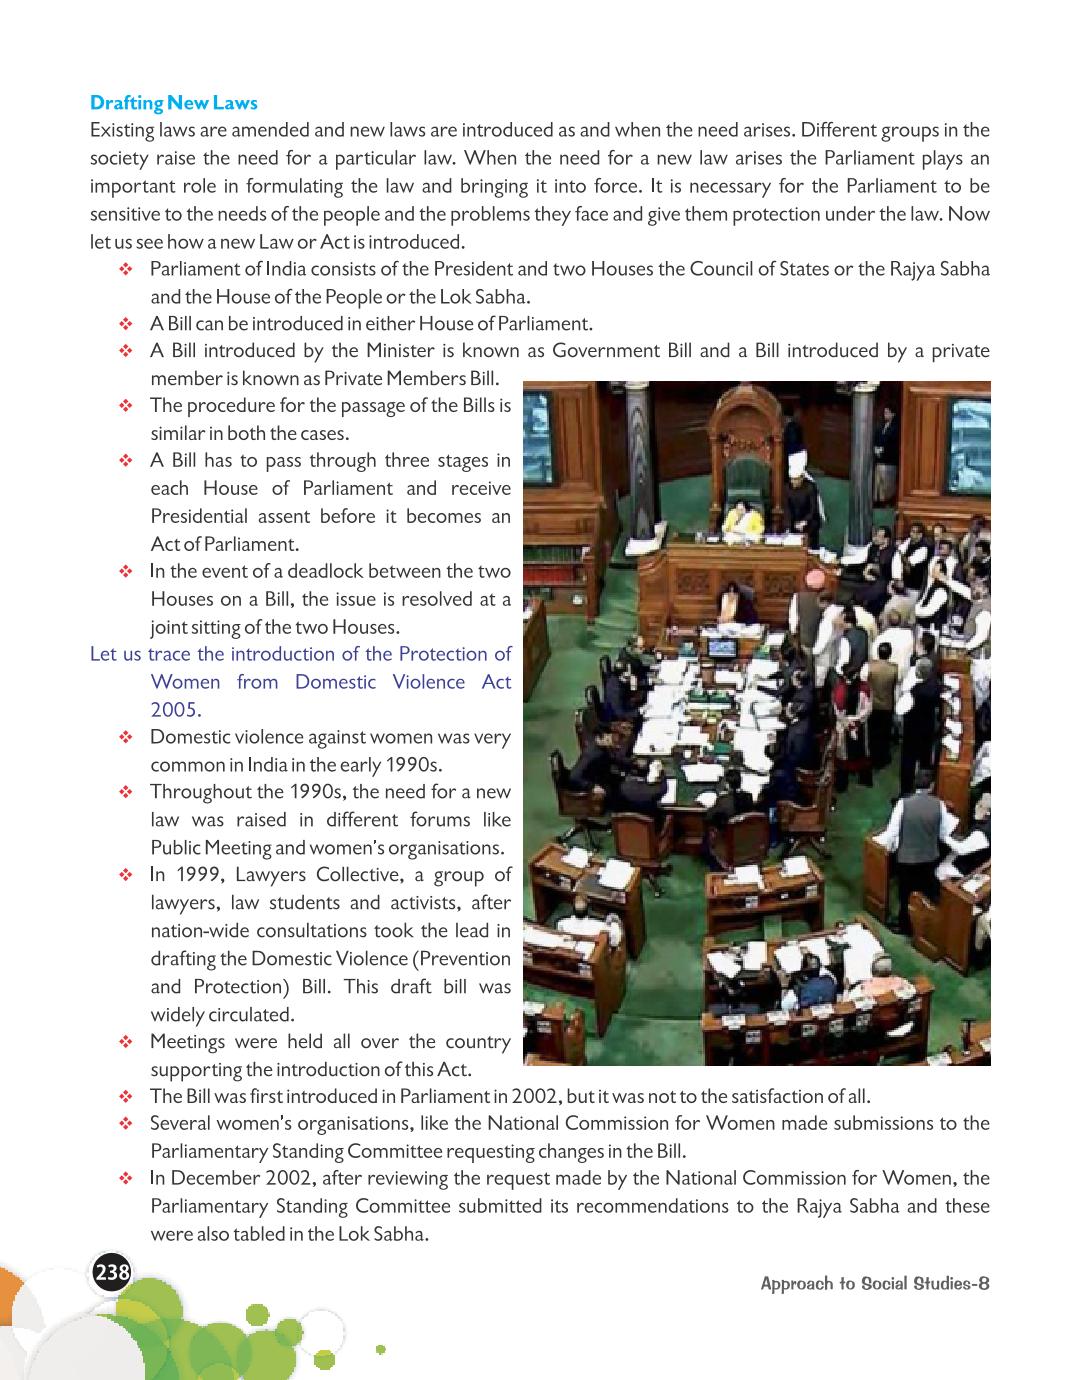 Drafting New Laws
Existing laws are amended and new laws are introduced as and when the need arises. Different groups in the
society raise the need for a particular law. When the need for a new law arises the Parliament plays an
important role in formulating the law and bringing it into force. It is necessary for the Parliament to be
sensitive to the needs of the people and the problems they face and give them protection under the law. Now
let us see how a new Law or Act is introduced.
❖ Parliament of India consists of the President and two Houses the Council of States or the Rajya Sabha
and the House of the People or the Lok Sabha.
❖ A Bill can be introduced in either House of Parliament.
❖ A Bill introduced by the Minister is known as Government Bill and a Bill introduced by a private
member is known as Private Members Bill.
❖ The procedure for the passage of the Bills is
similar in both the cases.
❖ A Bill has to pass through three stages in
each House of Parliament and receive
Presidential assent before it becomes an
Act of Parliament.
❖ In the event of a deadlock between the two
Houses on a Bill, the issue is resolved at a
joint sitting of the two Houses.
Let us trace the introduction of the Protection of
Women from Domestic Violence Act
2005.
❖ Domestic violence against women was very
common in India in the early 1990s.
❖ Throughout the 1990s, the need for a new
law was raised in different forums like
Public Meeting and women's organisations.
❖ In 1999, Lawyers Collective, a group of
lawyers, law students and activists, after
nation-wide consultations took the lead in
drafting the Domestic Violence (Prevention
and Protection) Bill. This draft bill was
widely circulated.
❖ Meetings were held all over the country
supporting the introduction of this Act.
❖ The Bill was first introduced in Parliament in 2002, but it was not to the satisfaction of all.
❖ Several women's organisations, like the National Commission for Women made submissions to the
Parliamentary Standing Committee requesting changes in the Bill.
❖ In December 2002, after reviewing the request made by the National Commission for Women, the
Parliamentary Standing Committee submitted its recommendations to the Rajya Sabha and these
were also tabled in the Lok Sabha.
238
Approach to Social Studies-8